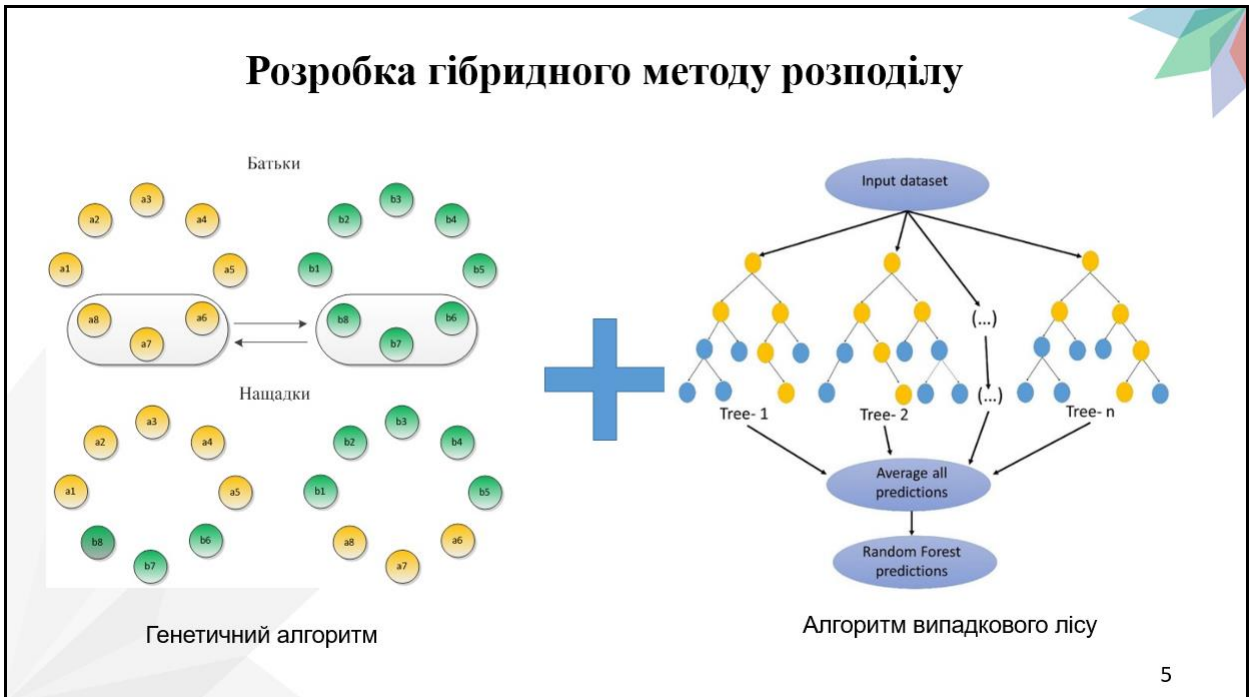 Розробка гібридного методу розподілу
Батьки
a3
a2
a4
a1
a5
a8
a6
a7
b3
b2
b4
b1
b5
b8
b6
b7
Нащадки
a3
a2
a4
a1
a5
b8
b6
b7
b3
b2
b4
b1
b5
a8
a6
a7
Генетичний алгоритм
Input dataset
(...)
(...)
Tree- 1
Tree- 2
Tree- n
Average all
predictions
Random Forest
predictions
Алгоритм випадкового лісу
5